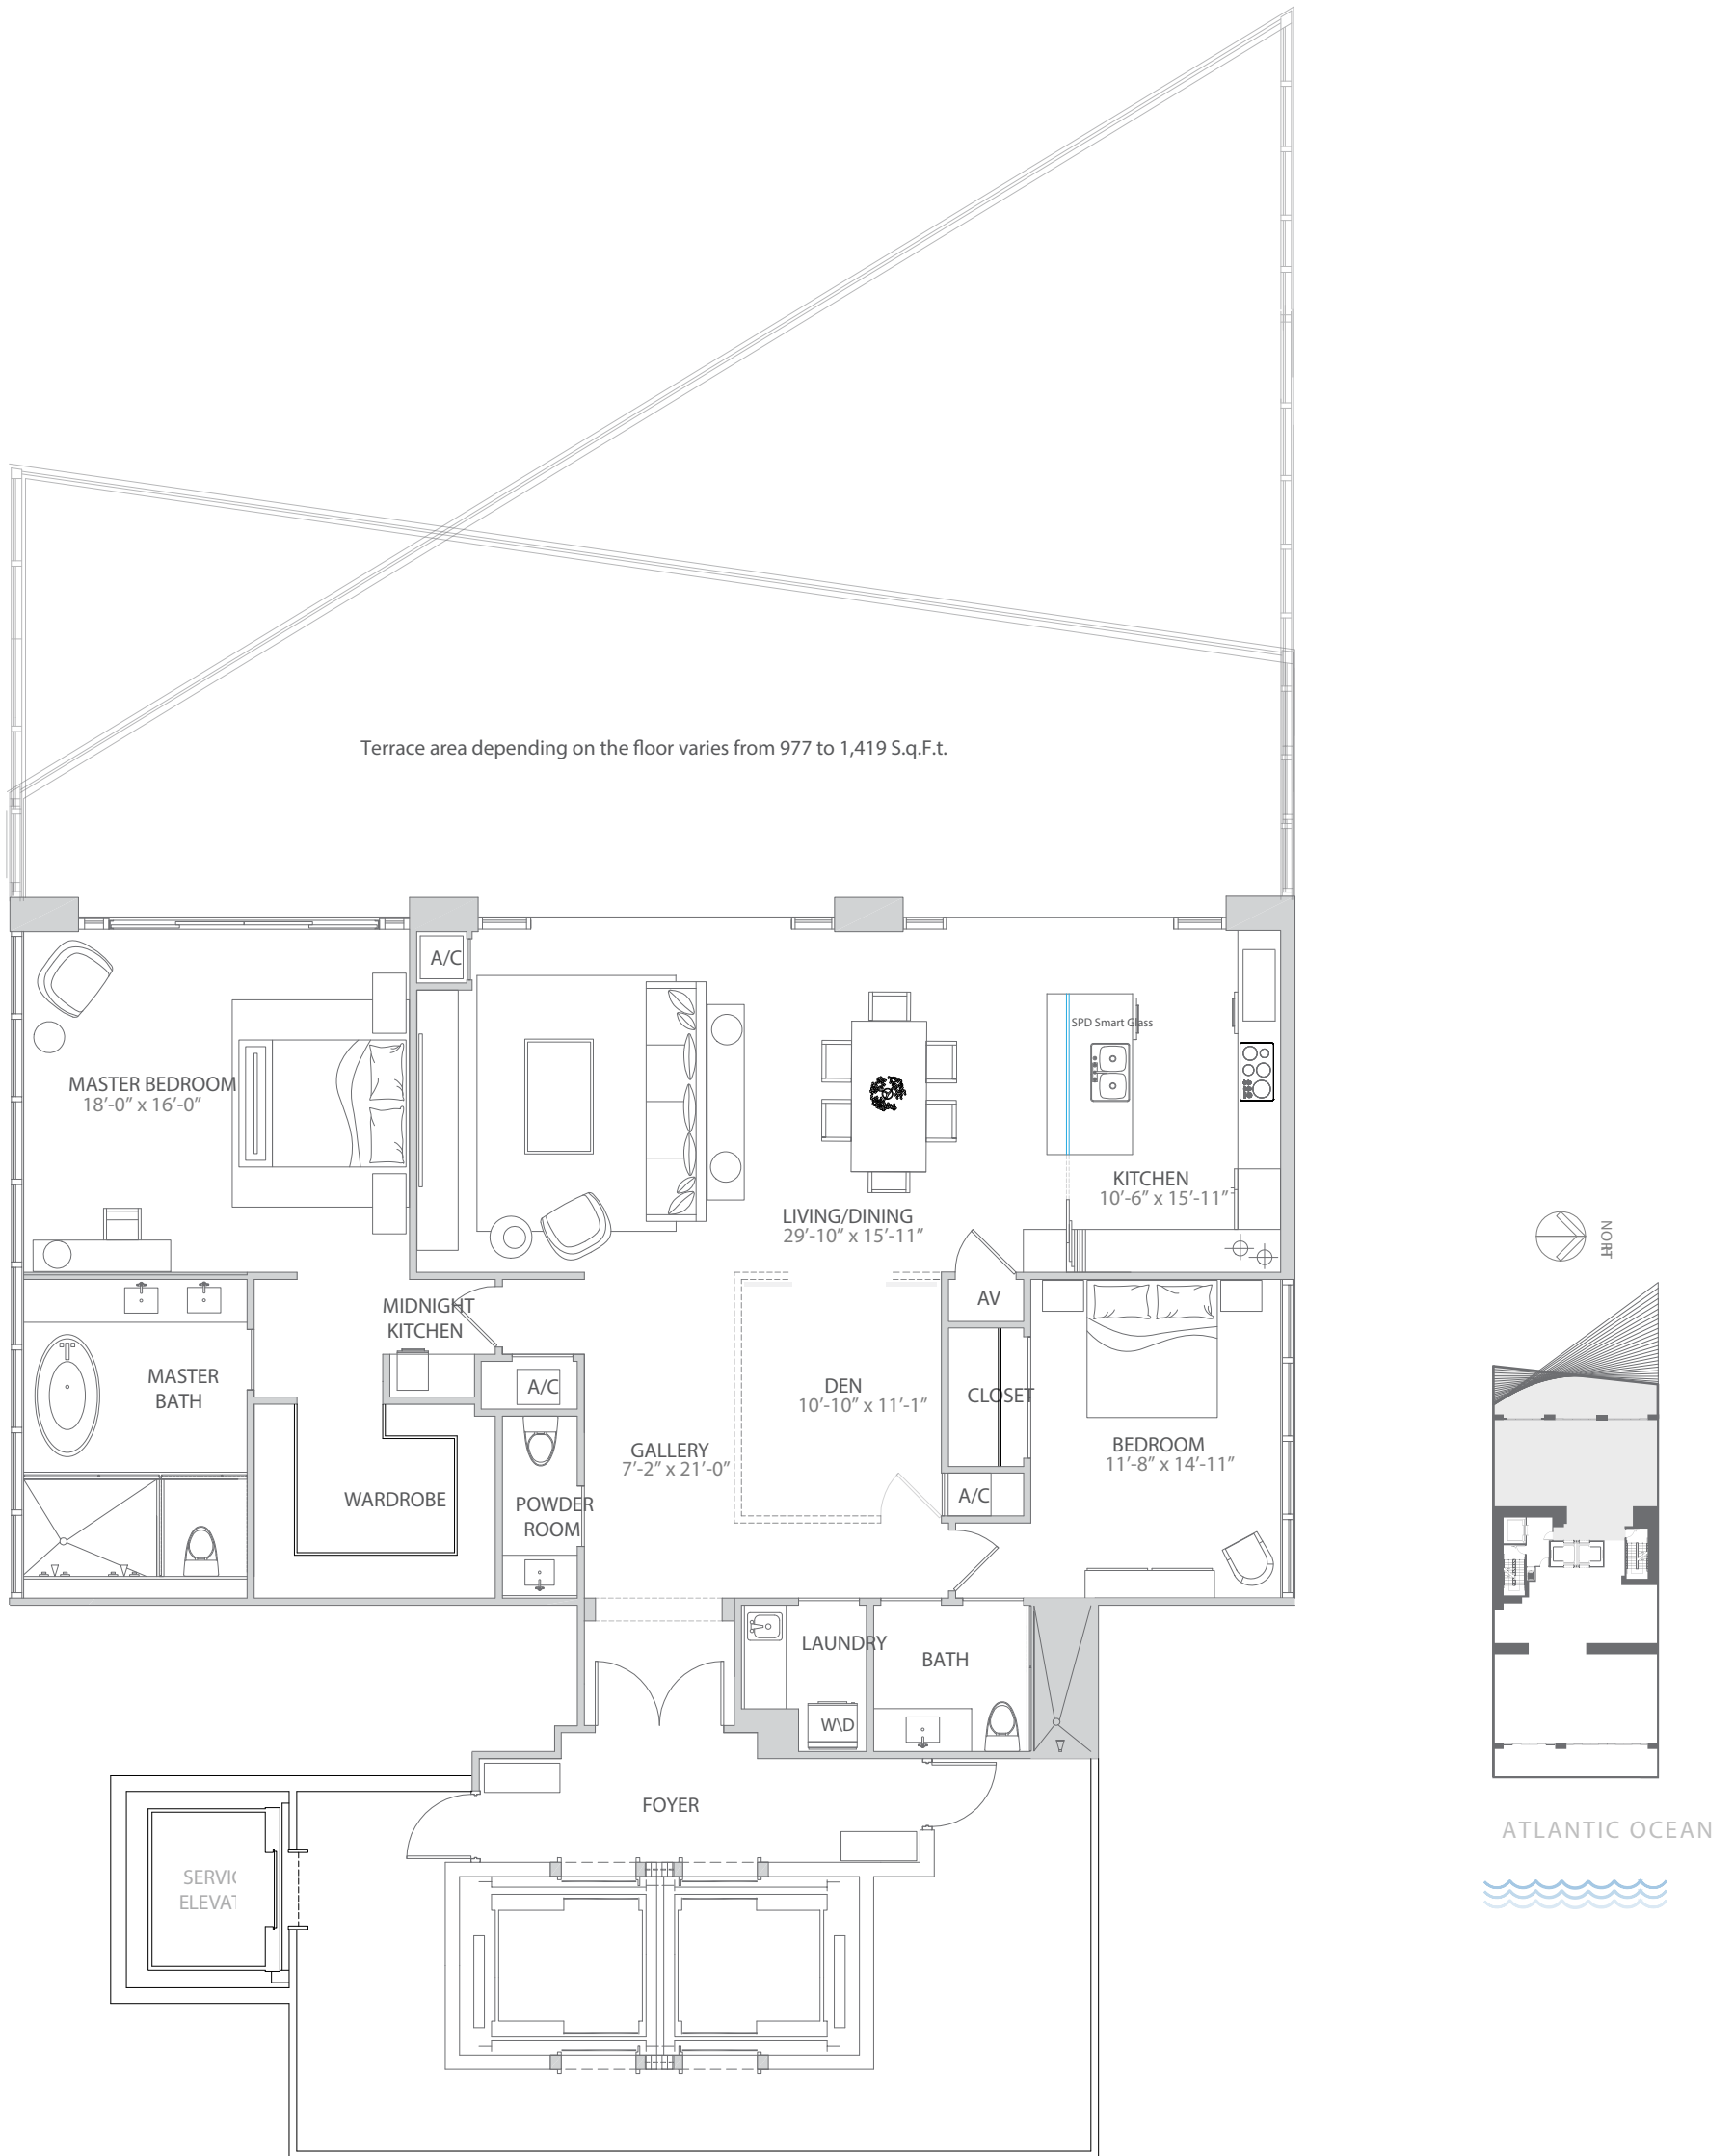 Terrace area depending on the floor varies from 977 to 1,419 S.q.F.t.
A/C
SPD Smart Glass
MASTER BEDROOM
18’-0” x 16’-0”
KITCHEN
10’-6” x 15’-11”
LIVING/DINING
29’-10” x 15’-11”
MIDNIGHT
KITCHEN
AV
MASTER
BATH
A/C
DEN
10’-10” x 11’-1”
CLOSET
GALLERY
7’-2” x 21’-0”
BEDROOM
11’-8” x 14’-11”
WARDROBE
POWDER
ROOM
A/C
LAUNDRY
BATH
W\D
FOYER
SERVIC
ELEVAT
ATLANTIC OCEAN